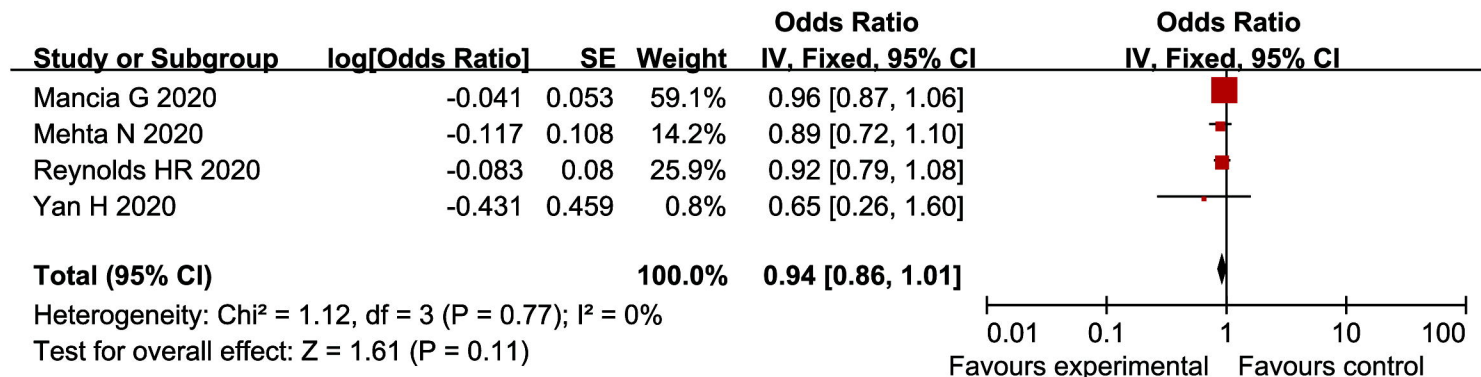 Odds Ratio Odds Ratio
Study or Subgroup log[Odds Ratio] SE Weight IV, Fixed, 95% CI IV, Fixed, 95% CI
Mancia G 2020 -0.041 0.053 59.1% 0.96 [0.87, 1.06]
Mehta N 2020 -0.117 0.108 14.2% 0.89 [0.72, 1.10]
Reynolds HR 2020 -0.083 0.08 25.9% 0.92 [0.79, 1.08]
Yan H 2020 -0.431 0.459 0.8% 0.65 [0.26, 1.60]
Total (95% CI) 100.0% 0.94 [0.86, 1.01]
Heterogeneity: Chi² = 1.12, df = 3 (P = 0.77); I² = 0%
Test for overall effect: Z = 1.61 (P = 0.11)
0.01 0.1 1 10 100
Favours experimental Favours control